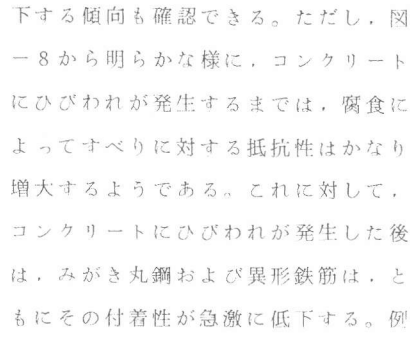 下する傾向も確認できる。ただし，図
－8から明らかな様に，コンクリート
にひびわれが発生するまでは，腐食に
よってすべりに対する抵抗性はかなり
増大するようである。これに対して，
コンクリートにひびわれが発生した後
は，みがき丸鋼および異形鉄筋は，と
もにその付着性が急激に低下する。例